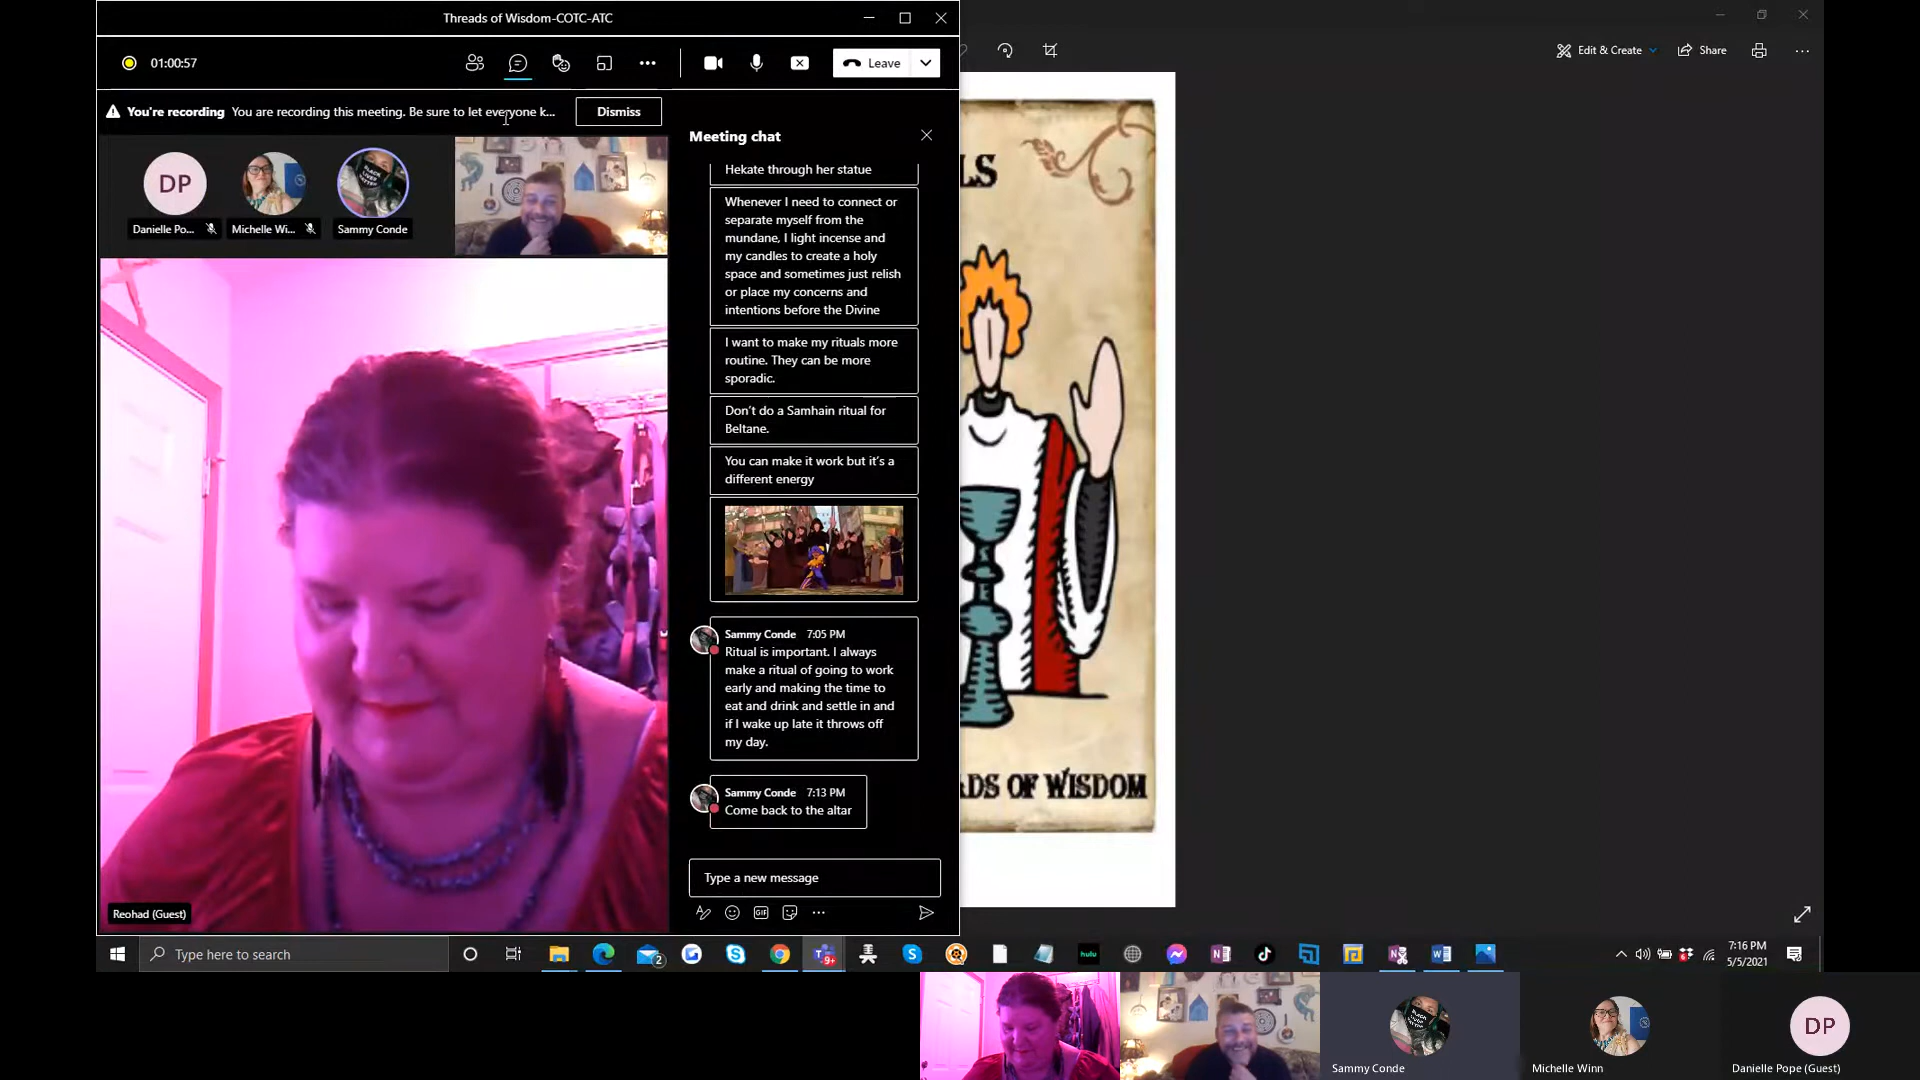 Threads of Wisdom-COTC-ATC
01:00:57
Leave
You're recording You are recording this meeting. Be sure to let everyone k...
Dismiss
DP
Danielle Po...
Michelle Wi...
Sammy Conde
Reohad (Guest)
Meeting chat
Hekate through her statue
Whenever I need to connect or
separate myself from the
mundane, I light incense and
my candles to create a holy
space and sometimes just relish
or place my concerns and
intentions before the Divine
I want to make my rituals more
routine. They can be more
sporadic.
Don't do a Samhain ritual for
Beltane.
You can make it work but it's a
different energy
Sammy Conde 7:05 PM
Ritual is important. I always
make a ritual of going to work
early and making the time to
eat and drink and settle in and
if I wake up late it throws off
my day.
Sammy Conde 7:13 PM
Come back to the altar
Type a new message
GIF
Edit & Create
Share
LS
DS OF WISDOM
Type here to search
2
9+
hulu
7:16 PM
5/5/2021
Sammy Conde
Michelle Winn
DP
Danielle Pope (Guest)